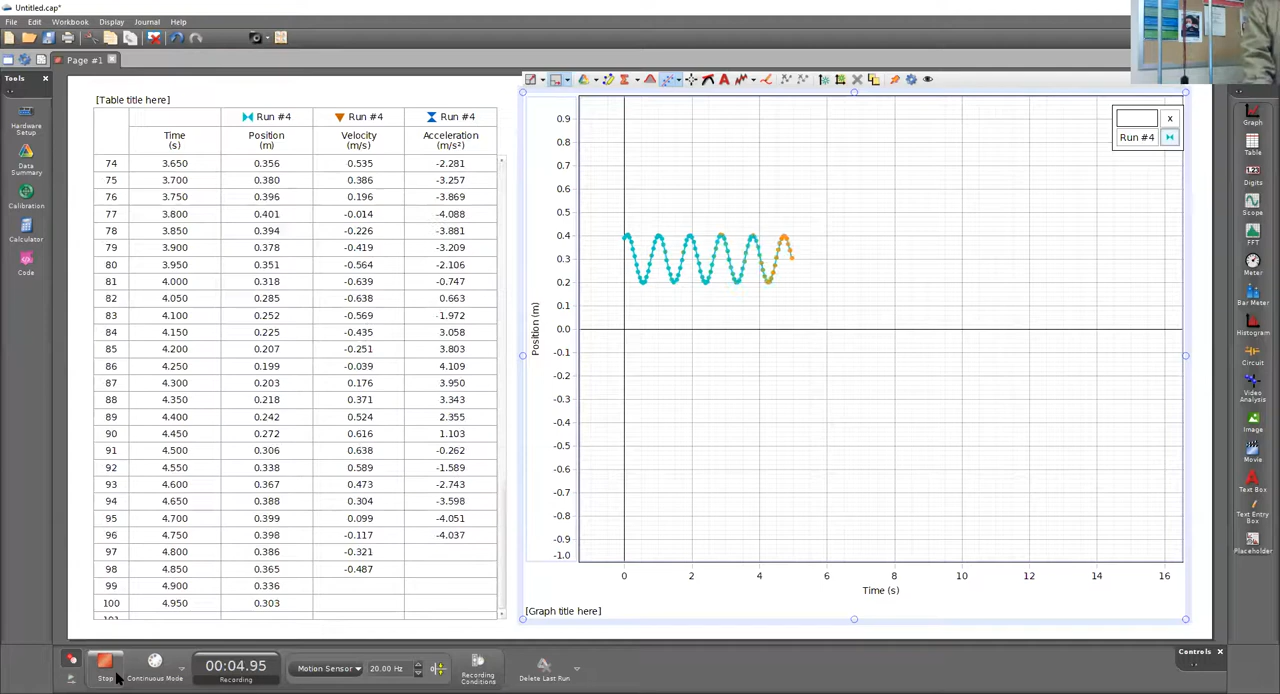 Untitled.cap*
File Edit Workbook Display Journal Help
Page #1
Tools
Hardware Setup
Data Summary
Calibration
Calculator
Code
[Table title here]
Run #4 Run #4 Run #4
Time (s) Position (m) Velocity (m/s) Acceleration (m/s²)
74 3.650 0.356 0.535 -2.281
75 3.700 0.380 0.386 -3.257
76 3.750 0.396 0.196 -3.869
77 3.800 0.401 -0.014 -4.088
78 3.850 0.394 -0.226 -3.881
79 3.900 0.378 -0.419 -3.209
80 3.950 0.351 -0.564 -2.106
81 4.000 0.318 -0.639 -0.747
82 4.050 0.285 -0.638 0.663
83 4.100 0.252 -0.569 1.972
84 4.150 0.225 -0.435 3.058
85 4.200 0.207 -0.251 3.803
86 4.250 0.199 -0.039 4.109
87 4.300 0.203 0.176 3.950
88 4.350 0.218 0.371 3.343
89 4.400 0.242 0.524 2.355
90 4.450 0.272 0.616 1.103
91 4.500 0.306 0.638 -0.262
92 4.550 0.338 0.589 -1.589
93 4.600 0.367 0.473 -2.743
94 4.650 0.388 0.304 -3.598
95 4.700 0.399 0.099 -4.051
96 4.750 0.398 -0.117 -4.037
97 4.800 0.386 -0.321
98 4.850 0.365 -0.487
99 4.900 0.336
100 4.950 0.303
x
Run #4
0.9
0.8
0.7
0.6
0.5
0.4
0.3
0.2
0.1
0.0
-0.1
-0.2
-0.3
-0.4
-0.5
-0.6
-0.7
-0.8
-0.9
-1.0
Position (m)
0 2 4 6 8 10 12 14 16
Time (s)
[Graph title here]
Graph
Table
1.23
Digits
Scope
FFT
Meter
Bar Meter
Histogram
Circuit
Video Analysis
Image
Movie
Text Box
Text Entry Box
Placeholder
Stop
Continuous Mode
00:04.95
Recording
Motion Sensor
20.00 Hz
Recording Conditions
Delete Last Run
Controls